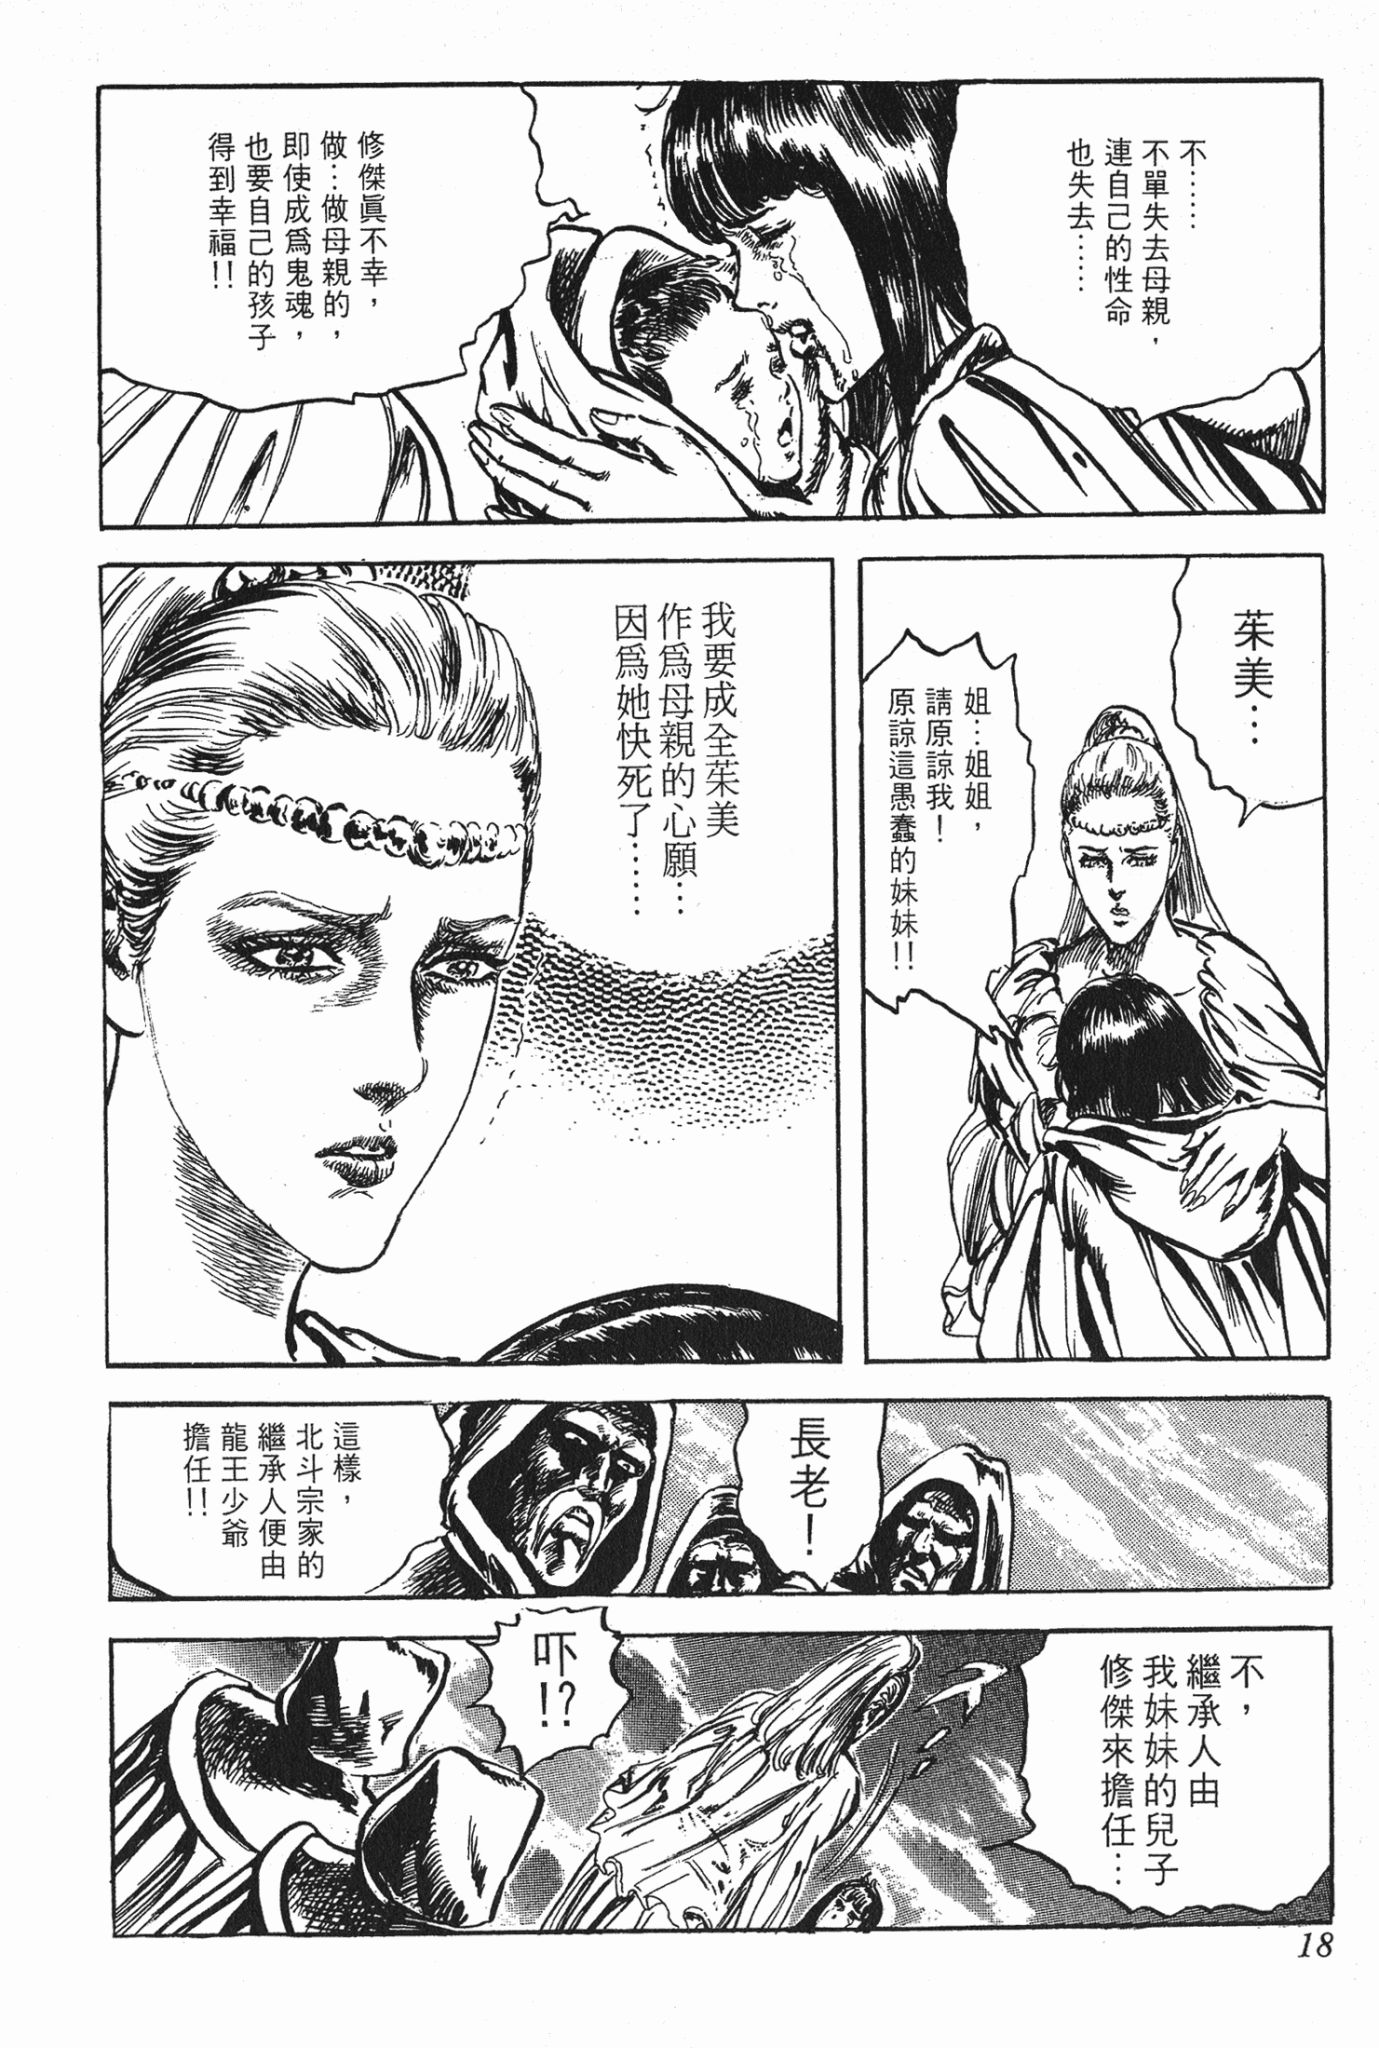 不……
不單失去母親，
連自己的性命
也失去……
修傑眞不幸，
做…做母親的，
即使成爲鬼魂，
也要自己的孩子
得到幸福!!
茱美…
姐…姐姐，
請原諒我！
原諒這愚蠢的妹妹!!
我要成全茱美
作爲母親的心願…
因爲她快死了………
長老！
這樣，
北斗宗家的
繼承人便由
龍王少爺
擔任!!
不，
繼承人由
我妹妹的兒子
修傑來擔任…
吓!?
18